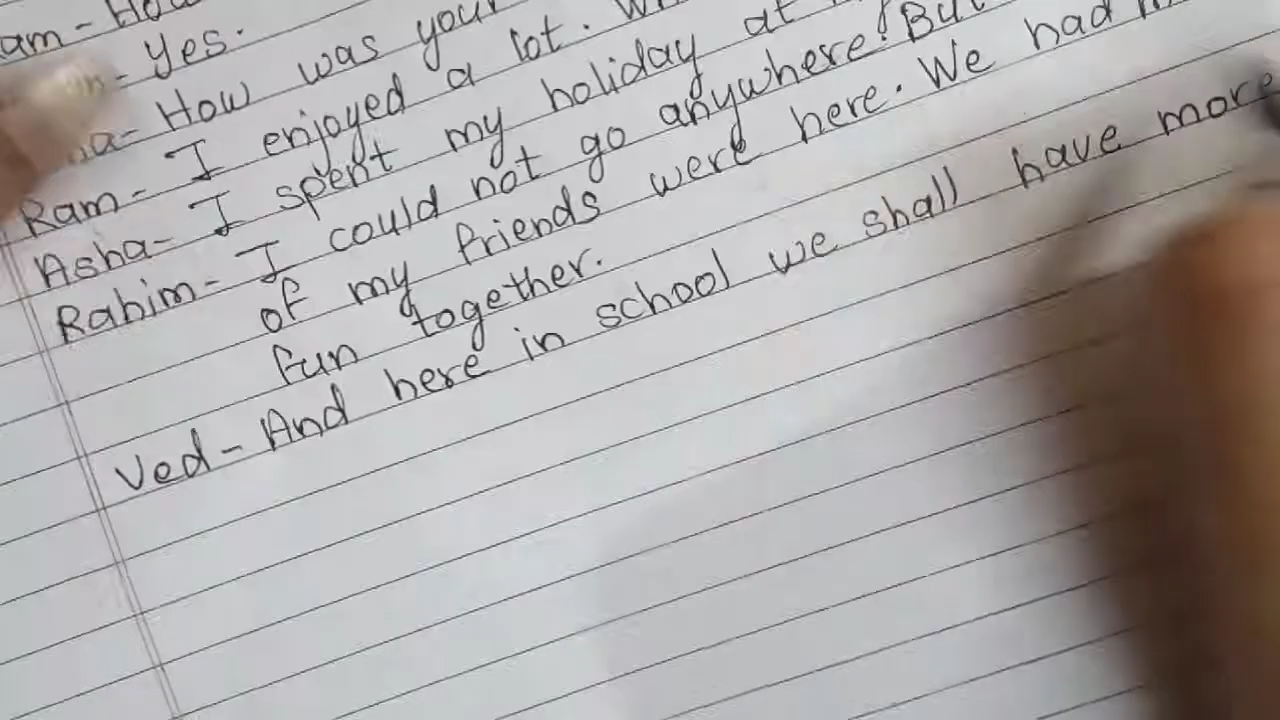 am- Ho
- Yes.
a- How was your
Ram- I enjoyed a lot.
Asha- I spent my holiday at
Rahim- I could not go anywhere! But
of my friends were here. We had
fun together.
Ved- And here in school we shall have more